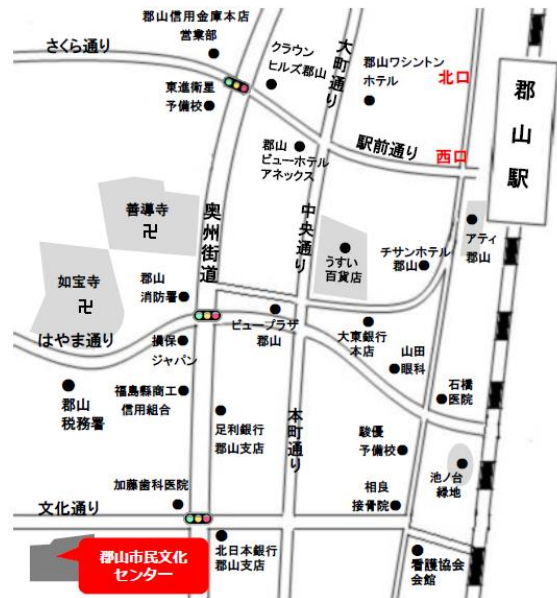 郡山信用金庫本店
営業部
さくら通り
クラウン
ヒルズ郡山
大町通り
郡山ワシントン
ホテル
北口
郡山駅
東進衛星
予備校
郡山
ビューホテル
アネックス
駅前通り
西口
善導寺
卍
奥州街道
中央通り
うすい
百貨店
チサンホテル
郡山
アティ
郡山
如宝寺
卍
郡山
消防署
はやま通り
ビュープラザ
郡山
大東銀行
本店
損保
ジャパン
山田
眼科
郡山
税務署
福島縣商工
信用組合
石橋
医院
足利銀行
郡山支店
本町通り
駿優
予備校
池ノ台
緑地
加藤歯科医院
相良
接骨院
文化通り
郡山市民文化
センター
北日本銀行
郡山支店
看護協会
会館